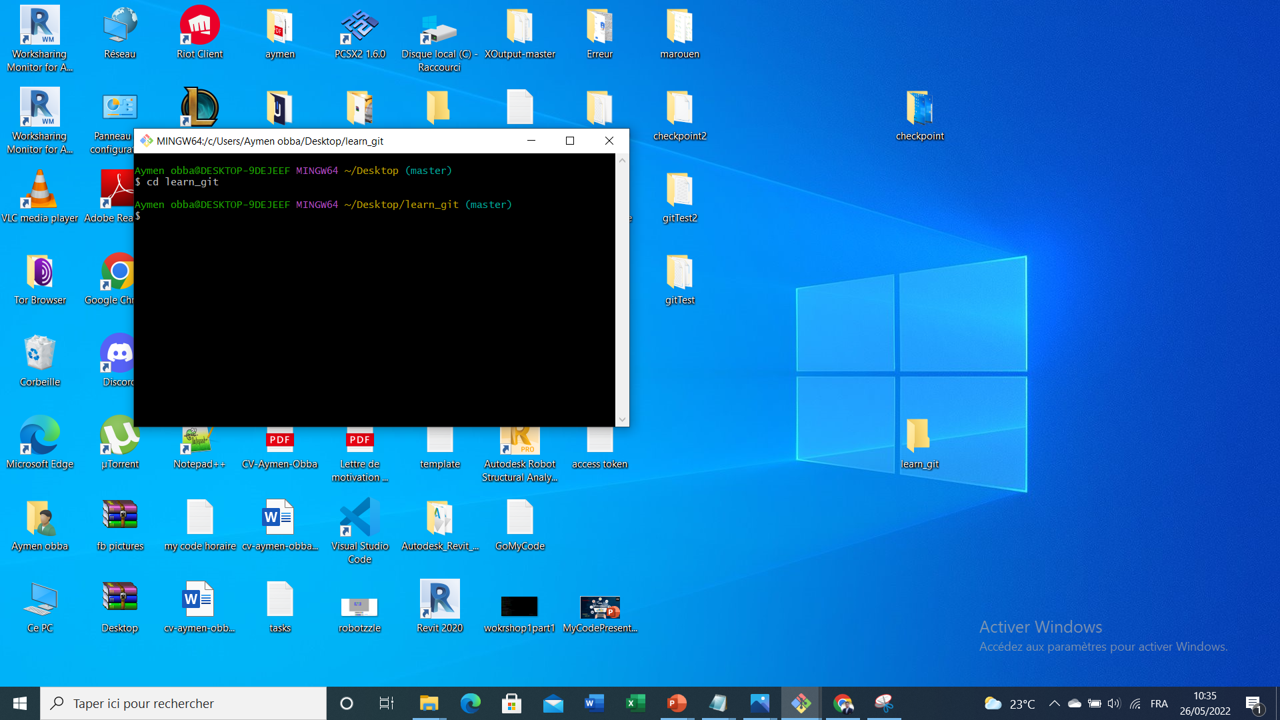 Worksharing
Monitor for A...
Réseau
Riot Client
aymen
PCSX2 1.6.0
Disque local (C) -
Raccourci
XOutput-master
Erreur
marouen
Worksharing
Monitor for A...
Panneau
configurat
checkpoint2
checkpoint
MINGW64:/c/Users/Aymen obba/Desktop/learn_git
Aymen obba@DESKTOP-9DEJEEF MINGW64 ~/Desktop (master)
$ cd learn_git
Aymen obba@DESKTOP-9DEJEEF MINGW64 ~/Desktop/learn_git (master)
$
VLC media player
Adobe Rea
gitTest2
Tor Browser
Google Chr
gitTest
Corbeille
Discord
Microsoft Edge
µTorrent
Notepad++
PDF
CV-Aymen-Obba
PDF
Lettre de
motivation ...
template
PRO
Autodesk Robot
Structural Analy...
access token
learn_git
Aymen obba
fb pictures
my code horaire
cv-aymen-obba...
Visual Studio
Code
Autodesk_Revit_...
GoMyCode
Ce PC
Desktop
cv-aymen-obb...
tasks
robotzzle
Revit 2020
wokrshop1part1
MyCodePresent...
Activer Windows
Accédez aux paramètres pour activer Windows.
Taper ici pour rechercher
23°C
FRA
10:35
26/05/2022
1